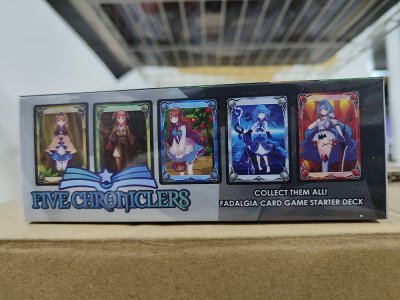 FIVE CHRONICLERS
COLLECT THEM ALL!
FADALGIA CARD GAME STARTER DECK